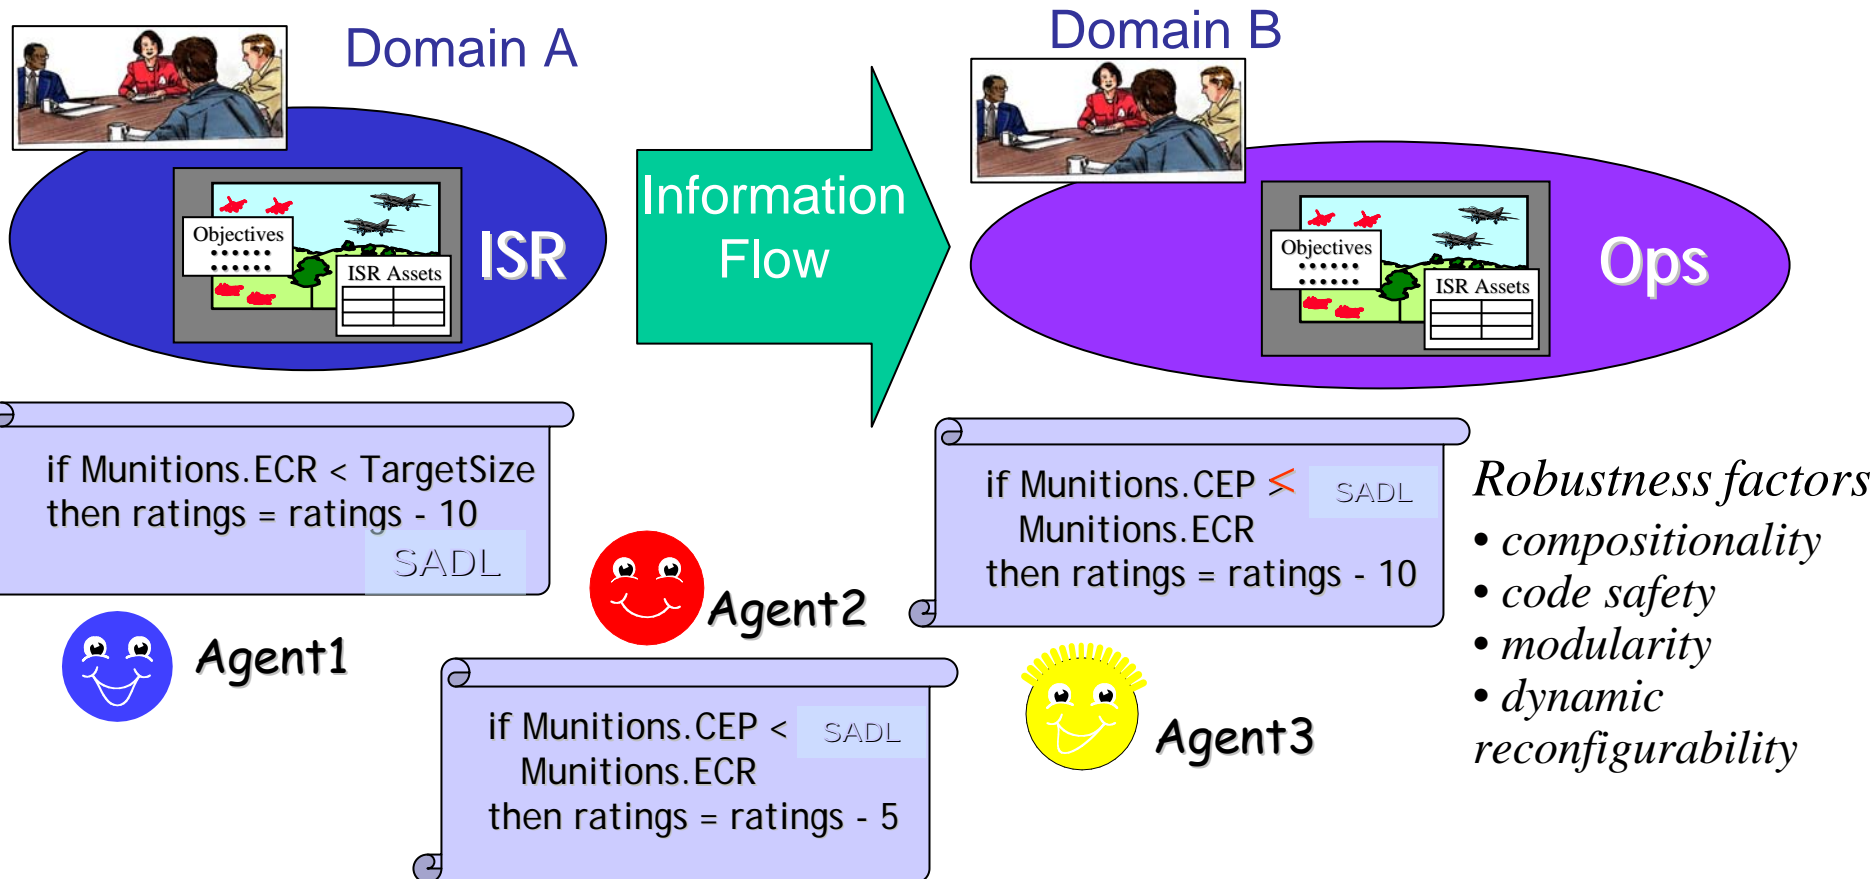 Domain A
Domain B
Information
Flow
Objectives
ISR Assets
ISR
Objectives
ISR Assets
Ops
if Munitions.ECR < TargetSize
then ratings = ratings - 10
SADL
Agent1
Agent2
if Munitions.CEP < SADL
Munitions.ECR
then ratings = ratings - 5
if Munitions.CEP < SADL
Munitions.ECR
then ratings = ratings - 10
Agent3
Robustness factors
• compositionality
• code safety
• modularity
• dynamic
reconfigurability